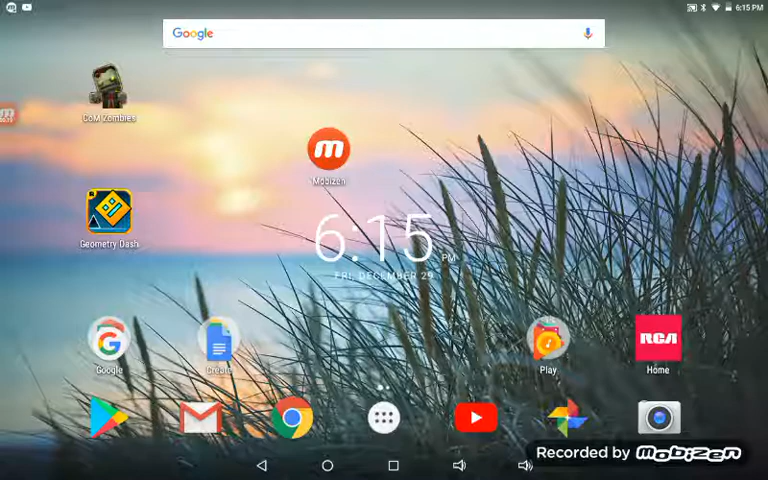 6:15 PM
Google
CoM Zombies
Mobizen
Geometry Dash
6:15 PM
FRI, DECEMBER 29
Google
Create
Play
RCA
Home
Recorded by mobizen